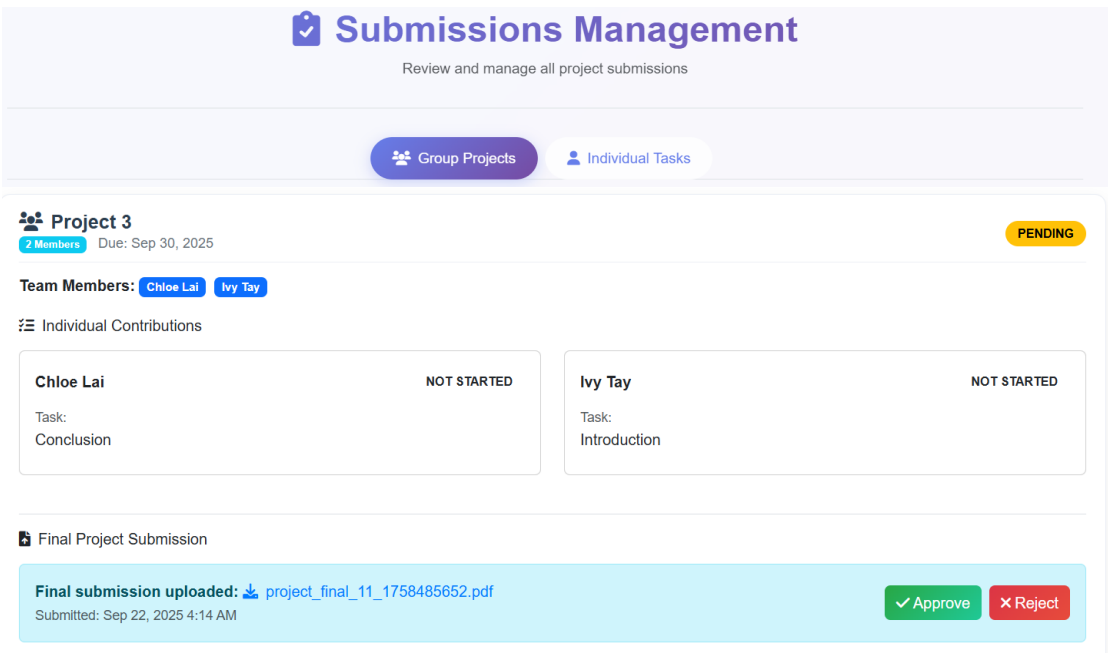 Submissions Management
Review and manage all project submissions
Group Projects Individual Tasks
Project 3
PENDING
2 Members Due: Sep 30, 2025
Team Members: Chloe Lai Ivy Tay
Individual Contributions
Chloe Lai NOT STARTED
Task:
Conclusion
Ivy Tay NOT STARTED
Task:
Introduction
Final Project Submission
Final submission uploaded: project_final_11_1758485652.pdf
Submitted: Sep 22, 2025 4:14 AM
Approve Reject